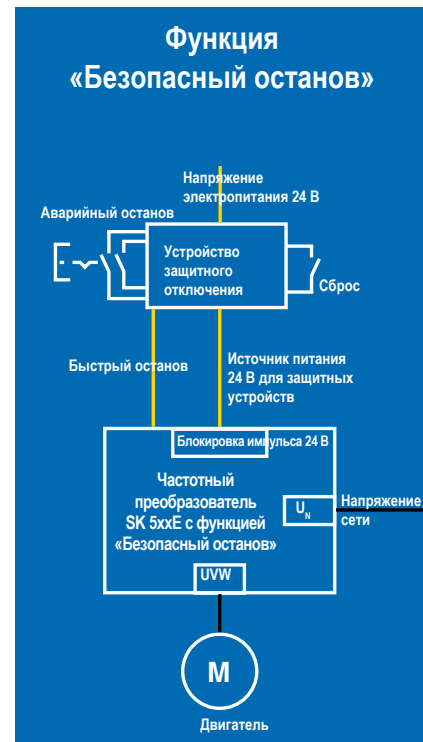 Функция
«Безопасный останов»
Напряжение
электропитания 24 В
Аварийный останов
Устройство
защитного
отключения
Сброс
Быстрый останов
Источник питания
24 В для защитных
устройств
Блокировка импульса 24 В
Частотный
преобразователь
SK 5xxE с функцией
«Безопасный останов»
UN
Напряжение
сети
UVW
M
Двигатель